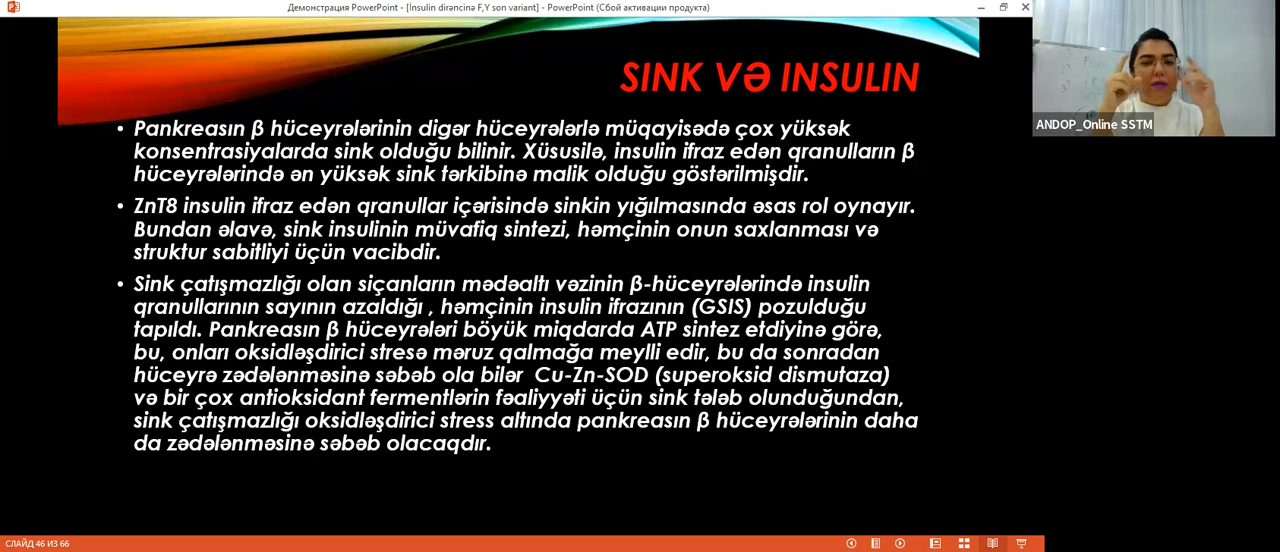 Демонстрация PowerPoint - [İnsulin dirəncinə F,Y son variant] - PowerPoint (Сбой активации продукта)
SINK VƏ INSULIN
ANDOP_Online SSTM
• Pankreasın β hüceyrələrinin digər hüceyrələrlə müqayisədə çox yüksək
konsentrasiyalarda sink olduğu bilinir. Xüsusilə, insulin ifraz edən qranulların β
hüceyrələrində ən yüksək sink tərkibinə malik olduğu göstərilmişdir.
• ZnT8 insulin ifraz edən qranullar içərisində sinkin yığılmasında əsas rol oynayır.
Bundan əlavə, sink insulinin müvafiq sintezi, həmçinin onun saxlanması və
struktur sabitliyi üçün vacibdir.
• Sink çatışmazlığı olan siçanların mədəaltı vəzinin β-hüceyrələrində insulin
qranullarının sayının azaldığı , həmçinin insulin ifrazının (GSIS) pozulduğu
tapıldı. Pankreasın β hüceyrələri böyük miqdarda ATP sintez etdiyinə görə,
bu, onları oksidləşdirici stresə məruz qalmağa meylli edir, bu da sonradan
hüceyrə zədələnməsinə səbəb ola bilər Cu-Zn-SOD (superoksid dismutaza)
və bir çox antioksidant fermentlərin fəaliyyəti üçün sink tələb olunduğundan,
sink çatışmazlığı oksidləşdirici stress altında pankreasın β hüceyrələrinin daha
da zədələnməsinə səbəb olacaqdır.
СЛАЙД 46 ИЗ 66